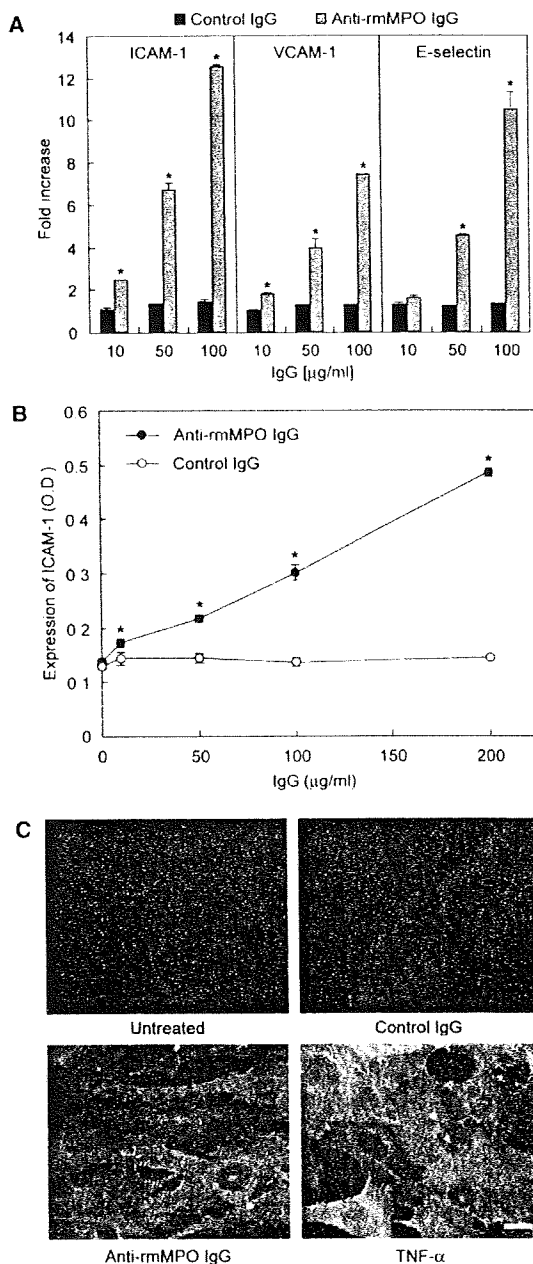 A
Control IgG Anti-rmMPO IgG
ICAM-1 VCAM-1 E-selectin
Fold increase
14
12
10
8
6
4
2
0
* * * * * * * *
10 50 100 10 50 100 10 50 100
IgG [μg/ml]
B
Anti-rmMPO IgG
Control IgG
Expression of ICAM-1 (O.D)
0 6
0 5
0 4
0 3
0 2
0 1
0
* * * *
0 50 100 150 200
IgG (μg/ml)
C
Untreated Control IgG
Anti-rmMPO IgG TNF-α